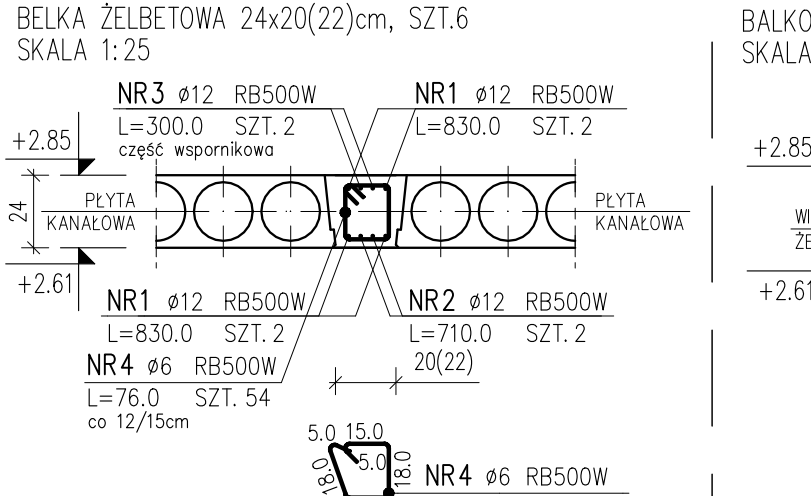 BELKA ŻELBETOWA 24x20(22)cm, SZT.6
SKALA 1:25
BALKO
SKALA
NR3 ø12 RB500W
L=300.0 SZT. 2
część wspornikowa
NR1 ø12 RB500W
L=830.0 SZT. 2
+2.85
+2.85
24
PŁYTA
KANAŁOWA
PŁYTA
KANAŁOWA
WI
ŻE
+2.61
+2.61
NR1 ø12 RB500W
L=830.0 SZT. 2
NR2 ø12 RB500W
L=710.0 SZT. 2
NR4 ø6 RB500W
L=76.0 SZT. 54
co 12/15cm
20(22)
5.0 15.0
18.0
5.0
18.0
NR4 ø6 RB500W